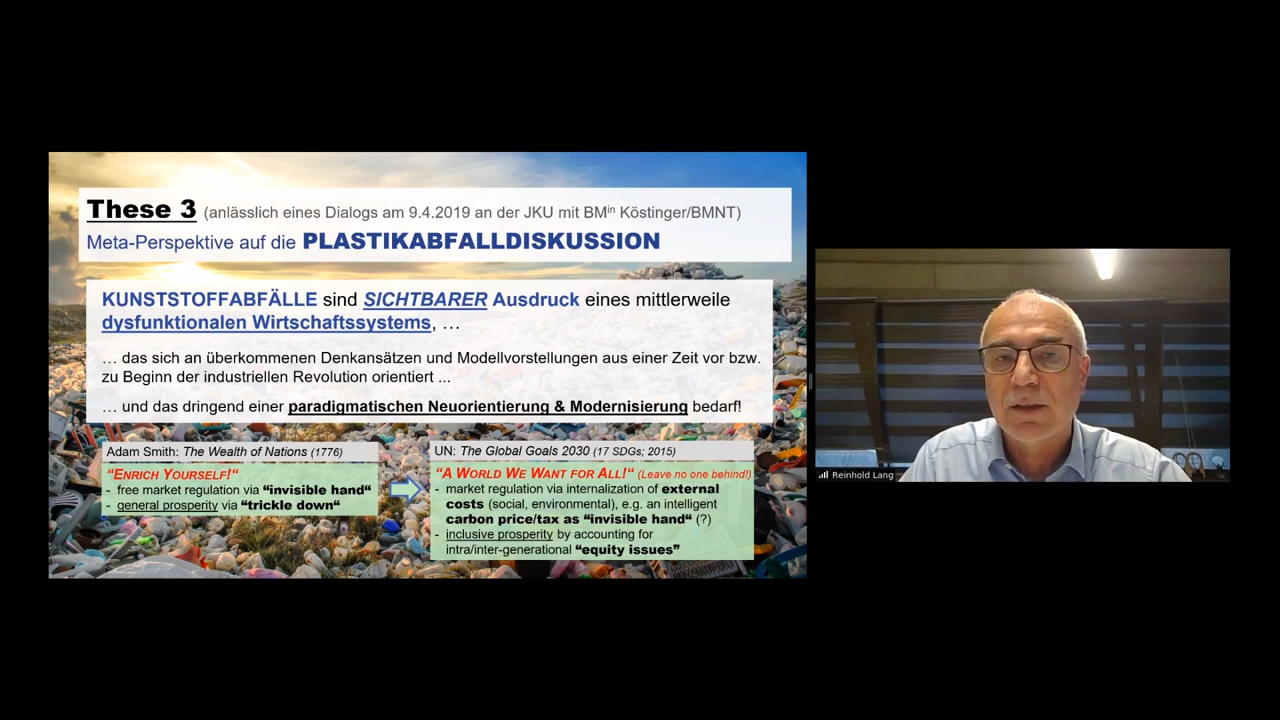 These 3 (anlässlich eines Dialogs am 9.4.2019 an der JKU mit BMin Köstinger/BMNT)
Meta-Perspektive auf die PLASTIKABFALLDISKUSSION
KUNSTSTOFFABFÄLLE sind SICHTBARER Ausdruck eines mittlerweile
dysfunktionalen Wirtschaftssystems, …
… das sich an überkommenen Denkansätzen und Modellvorstellungen aus einer Zeit vor bzw.
zu Beginn der industriellen Revolution orientiert ...
… und das dringend einer paradigmatischen Neuorientierung & Modernisierung bedarf!
Adam Smith: The Wealth of Nations (1776)
"ENRICH YOURSELF!"
- free market regulation via "invisible hand"
- general prosperity via "trickle down"
UN: The Global Goals 2030 (17 SDGs; 2015)
"A WORLD WE WANT FOR ALL!" (Leave no one behind!)
- market regulation via internalization of external
costs (social, environmental), e.g. an intelligent
carbon price/tax as "invisible hand" (?)
- inclusive prosperity by accounting for
intra/inter-generational "equity issues"
Reinhold Lang